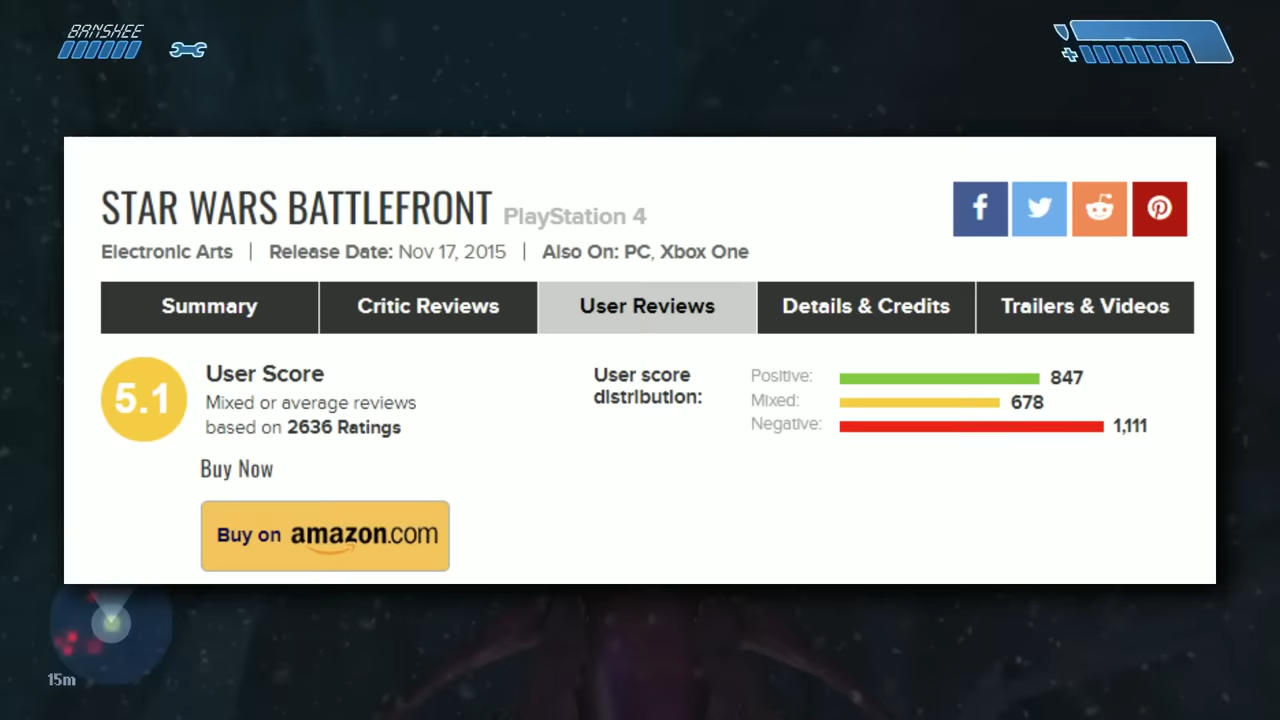 BANSHEE
STAR WARS BATTLEFRONT PlayStation 4
Electronic Arts | Release Date: Nov 17, 2015 | Also On: PC, Xbox One
Summary Critic Reviews User Reviews Details & Credits Trailers & Videos
5.1
User Score
Mixed or average reviews
based on 2636 Ratings
User score
distribution:
Positive: 847
Mixed: 678
Negative: 1,111
Buy Now
Buy on amazon.com
15m